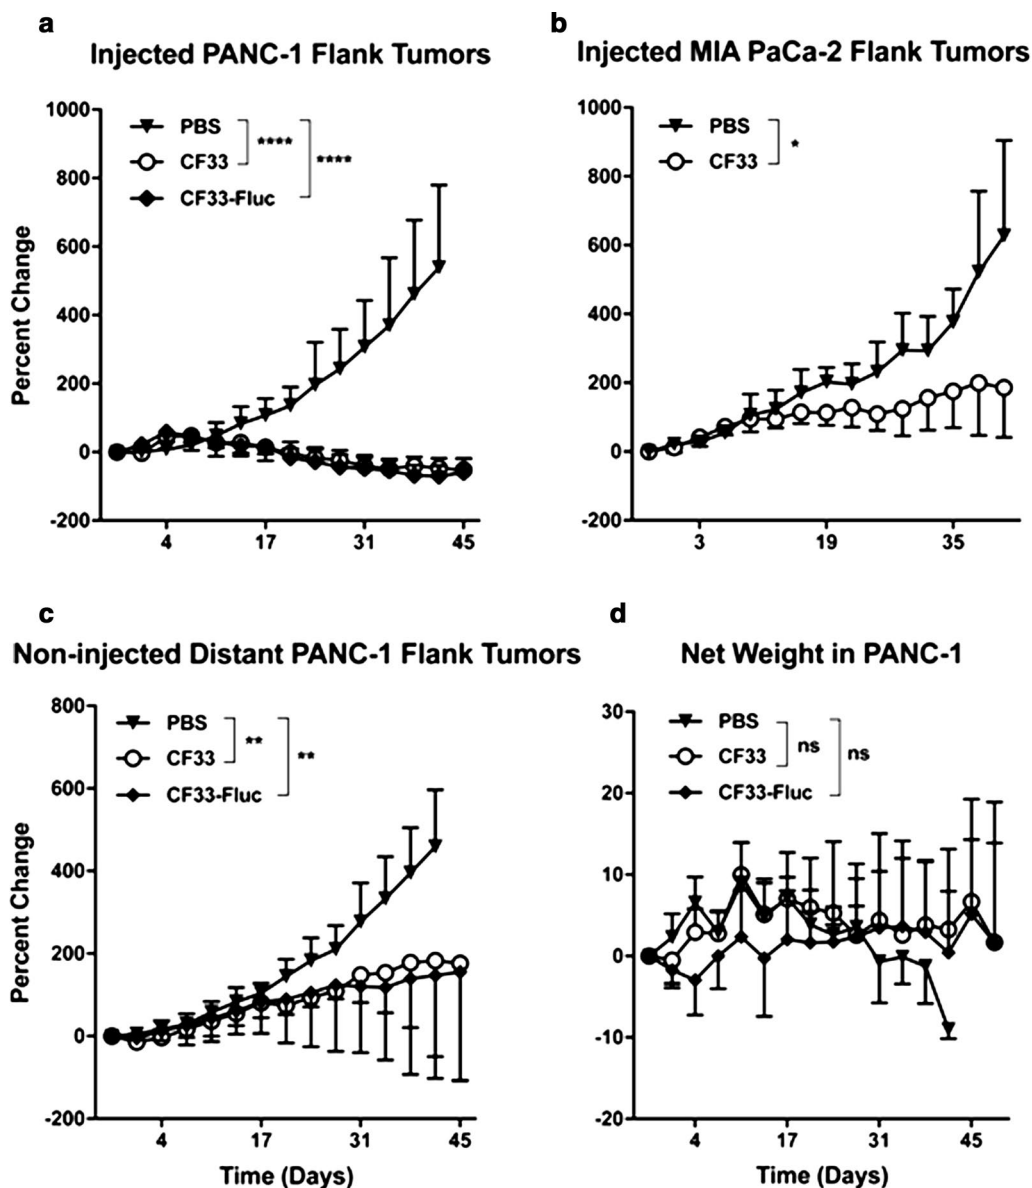 a
Injected PANC-1 Flank Tumors
1000
800
600
400
200
0
-200
Percent Change
PBS
CF33
CF33-Fluc
****
****
4 17 31 45
b
Injected MIA PaCa-2 Flank Tumors
1000
800
600
400
200
0
-200
PBS
CF33
*
3 19 35
c
Non-injected Distant PANC-1 Flank Tumors
800
600
400
200
0
-200
Percent Change
PBS
CF33
CF33-Fluc
**
**
4 17 31 45
Time (Days)
d
Net Weight in PANC-1
30
20
10
0
-10
-20
PBS
CF33
CF33-Fluc
ns
ns
4 17 31 45
Time (Days)